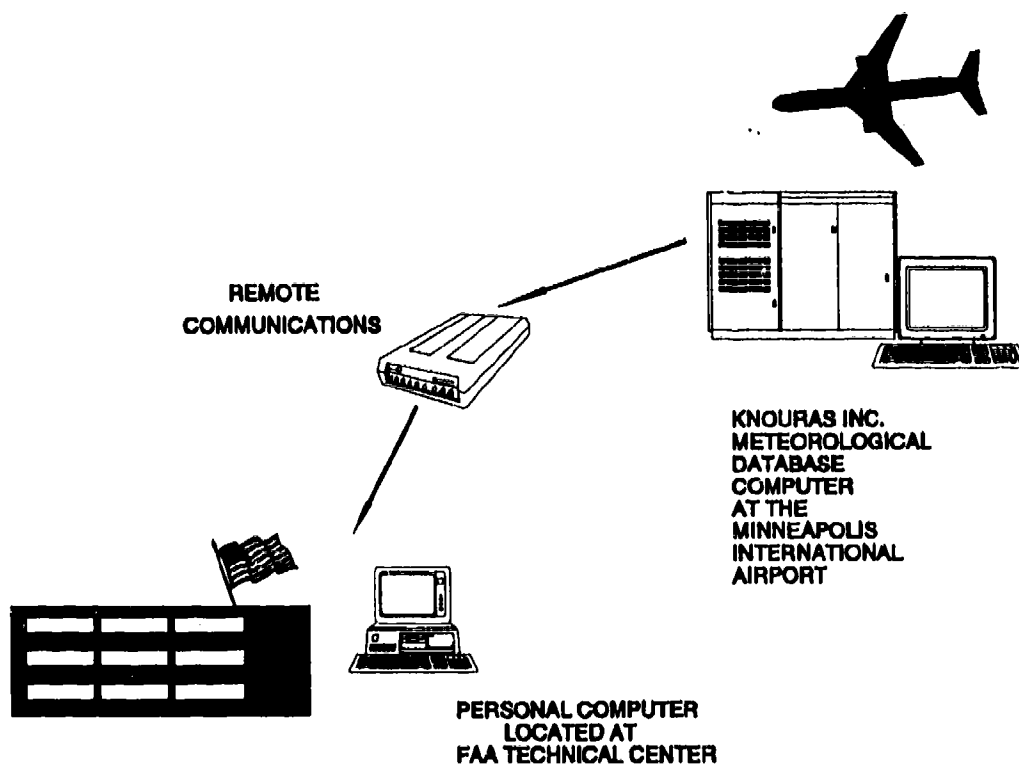 REMOTE
COMMUNICATIONS
KNOURAS INC.
METEOROLOGICAL
DATABASE
COMPUTER
AT THE
MINNEAPOLIS
INTERNATIONAL
AIRPORT
PERSONAL COMPUTER
LOCATED AT
FAA TECHNICAL CENTER